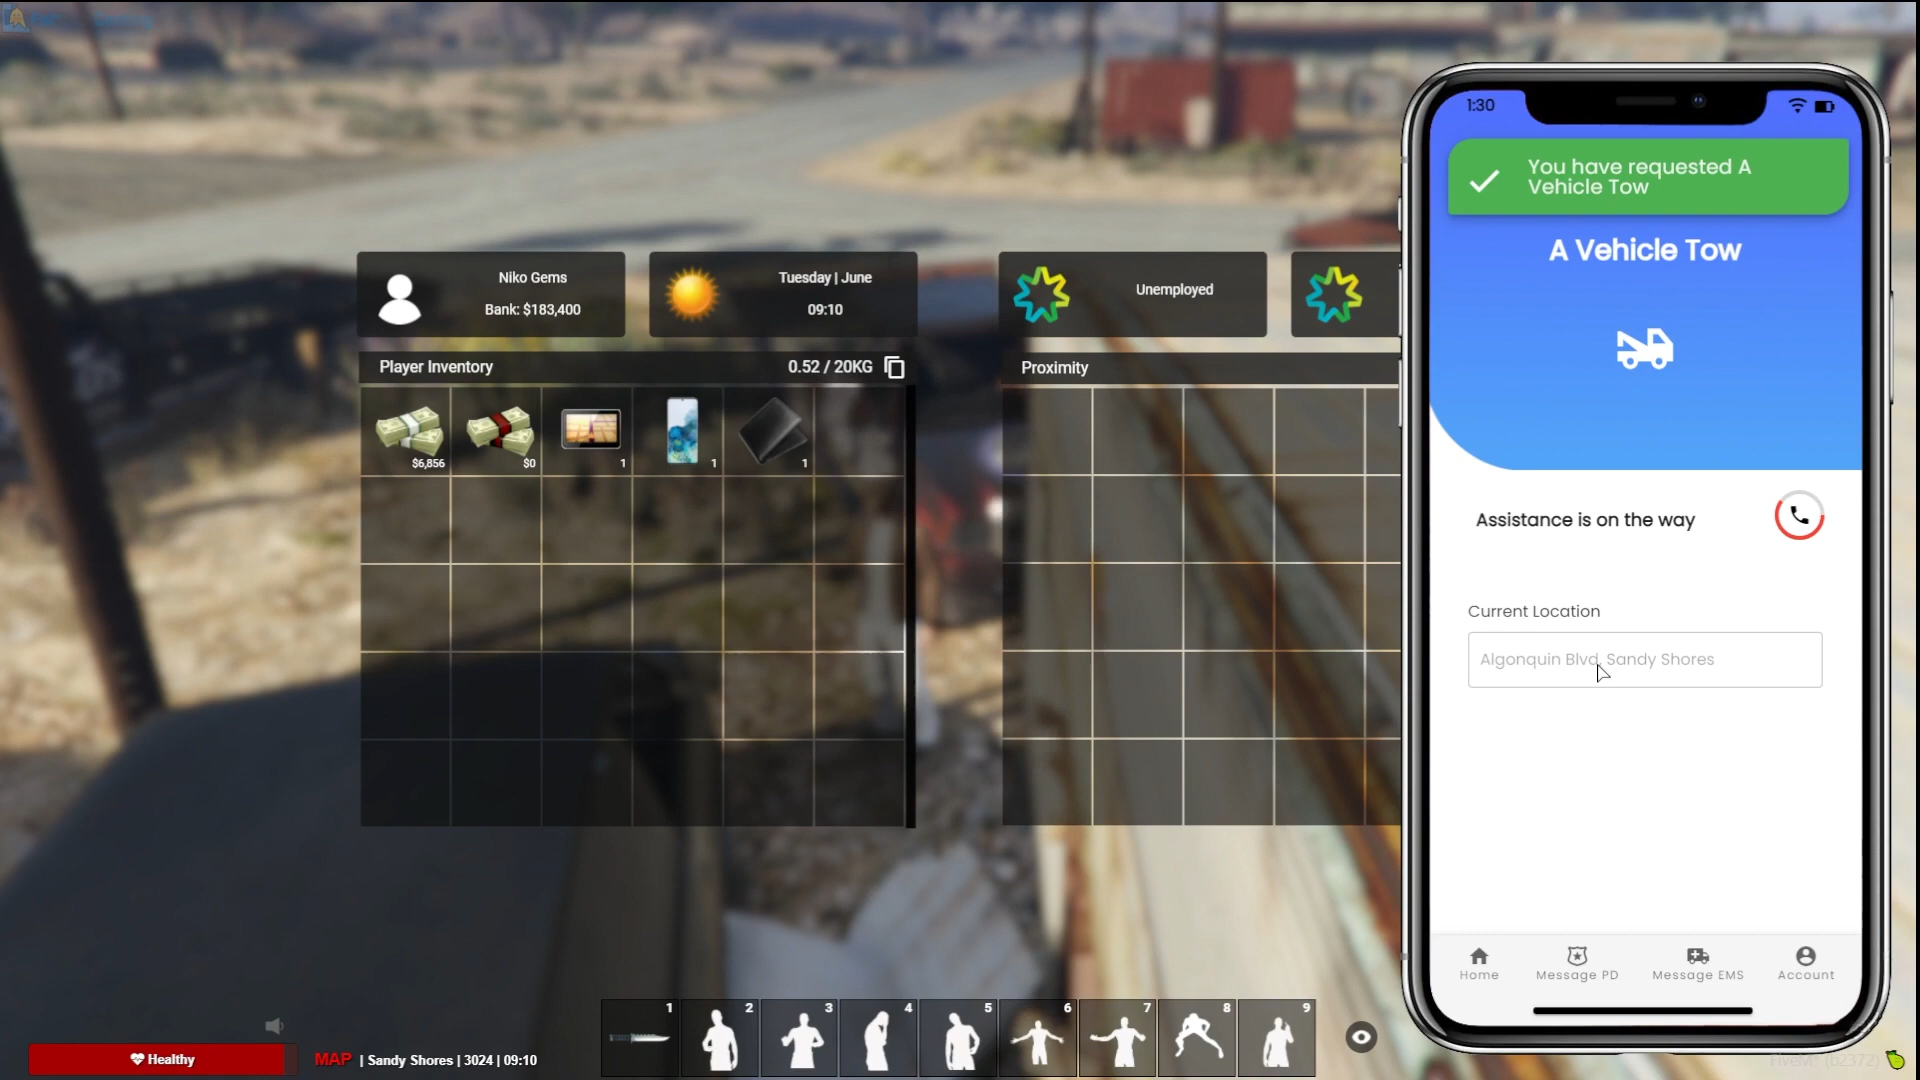 1:30
You have requested A
Vehicle Tow
A Vehicle Tow
Niko Gems
Bank: $183,400
Tuesday | June
09:10
Unemployed
Player Inventory
0.52 / 20KG
Proximity
$6,856
$0
1
1
1
Assistance is on the way
Current Location
Algonquin Blvd, Sandy Shores
Home
Message PD
Message EMS
Account
1
2
3
4
5
6
7
8
9
Healthy
MAP | Sandy Shores | 3024 | 09:10
FiveM® (b2372)